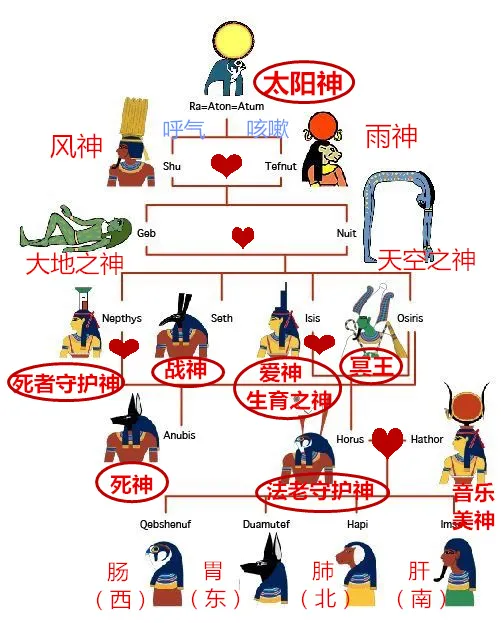 太阳神
Ra=Aton=Atum
呼气 咳嗽
风神 雨神
Shu Tefnut
Geb Nuit
大地之神 天空之神
Nepthys Seth Isis Osiris
死者守护神 战神 爱神 冥王
生育之神
Anubis Horus Hathor
死神 法老守护神 音乐
美神
Qebshenuf Duamutef Hapi
肠 胃 肺 肝
（西） （东） （北） （南）